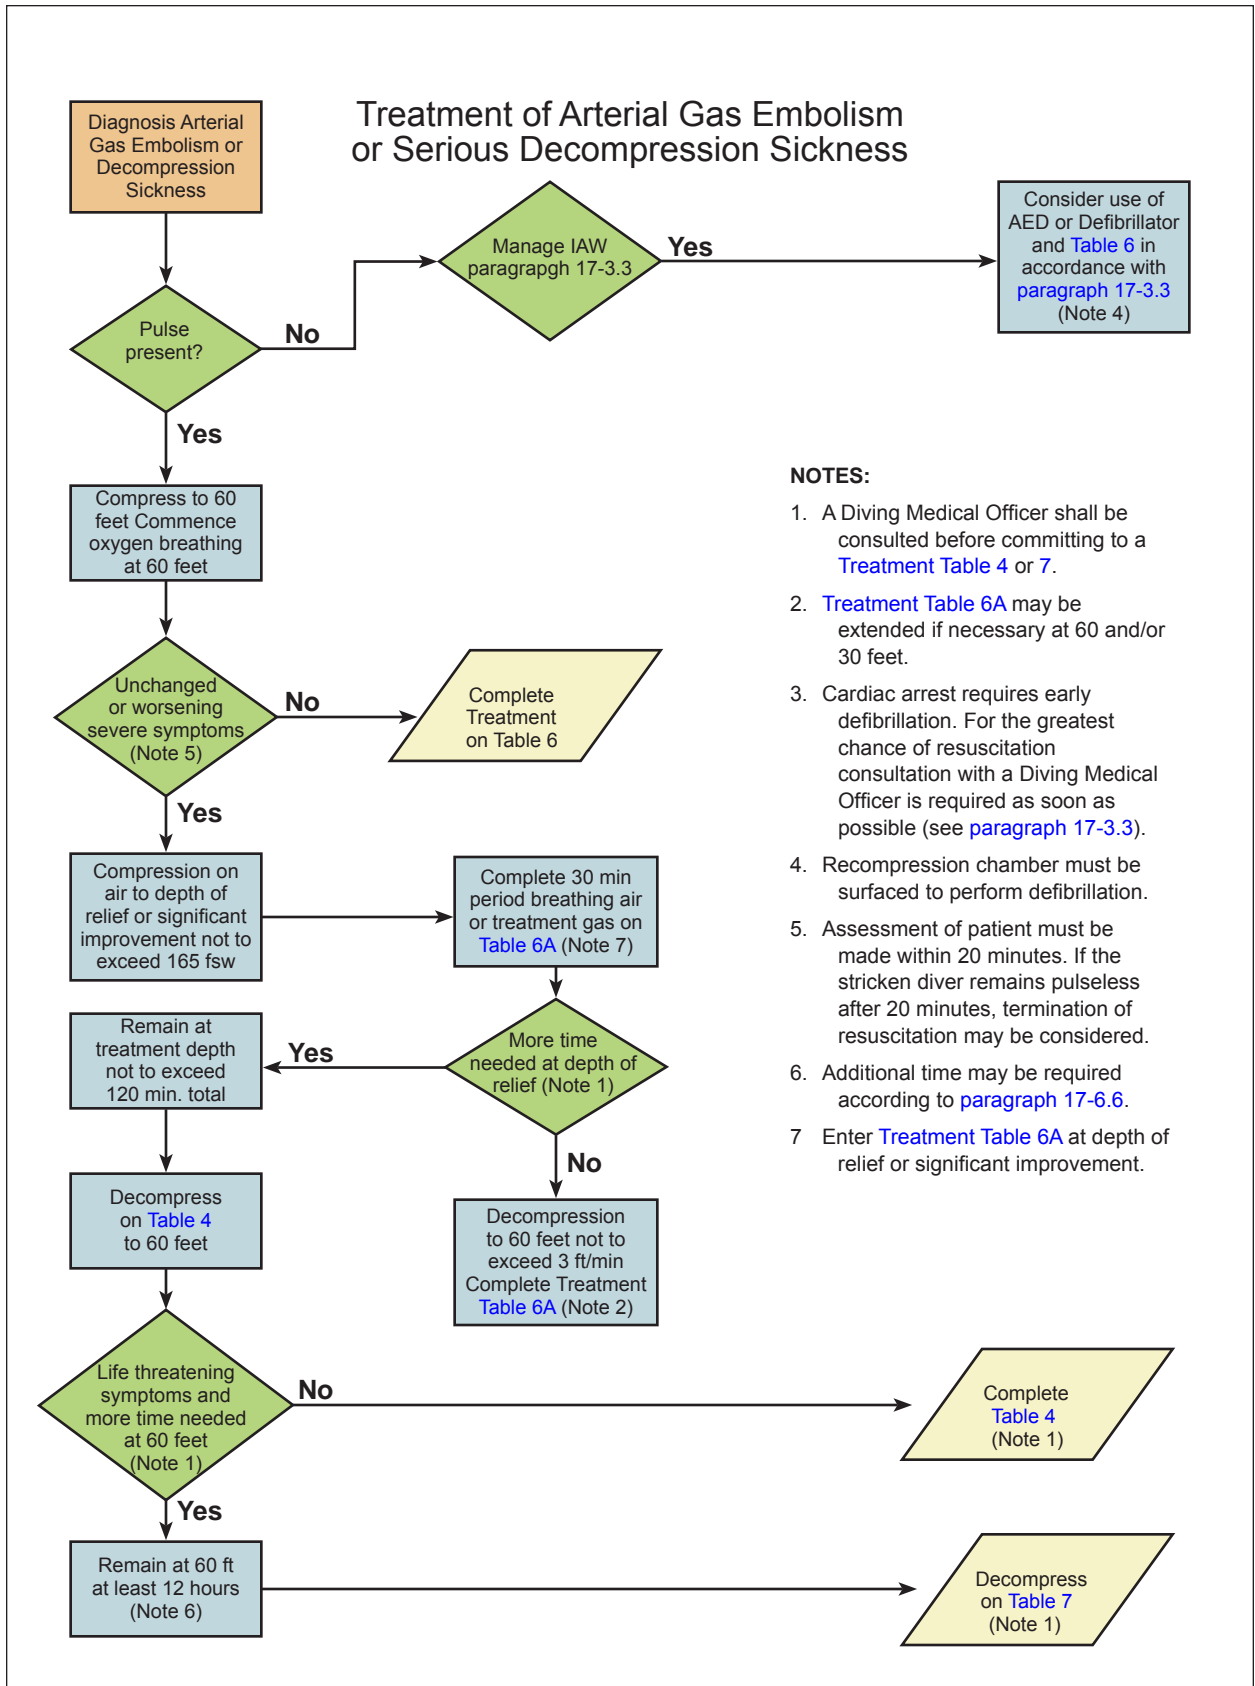 Treatment of Arterial Gas Embolism
or Serious Decompression Sickness
Diagnosis Arterial
Gas Embolism or
Decompression
Sickness
Pulse
present?
No
Manage IAW
paragrapgh 17-3.3
Yes
Consider use of
AED or Defibrillator
and Table 6 in
accordance with
paragraph 17-3.3
(Note 4)
Yes
Compress to 60
feet Commence
oxygen breathing
at 60 feet
Unchanged
or worsening
severe symptoms
(Note 5)
No
Complete
Treatment
on Table 6
Yes
Compression on
air to depth of
relief or significant
improvement not to
exceed 165 fsw
Complete 30 min
period breathing air
or treatment gas on
Table 6A (Note 7)
More time
needed at depth of
relief (Note 1)
Yes
Remain at
treatment depth
not to exceed
120 min. total
No
Decompression
to 60 feet not to
exceed 3 ft/min
Complete Treatment
Table 6A (Note 2)
Decompress
on Table 4
to 60 feet
Life threatening
symptoms and
more time needed
at 60 feet
(Note 1)
No
Complete
Table 4
(Note 1)
Yes
Remain at 60 ft
at least 12 hours
(Note 6)
Decompress
on Table 7
(Note 1)
NOTES:
1. A Diving Medical Officer shall be
consulted before committing to a
Treatment Table 4 or 7.
2. Treatment Table 6A may be
extended if necessary at 60 and/or
30 feet.
3. Cardiac arrest requires early
defibrillation. For the greatest
chance of resuscitation
consultation with a Diving Medical
Officer is required as soon as
possible (see paragraph 17-3.3).
4. Recompression chamber must be
surfaced to perform defibrillation.
5. Assessment of patient must be
made within 20 minutes. If the
stricken diver remains pulseless
after 20 minutes, termination of
resuscitation may be considered.
6. Additional time may be required
according to paragraph 17-6.6.
7 Enter Treatment Table 6A at depth of
relief or significant improvement.